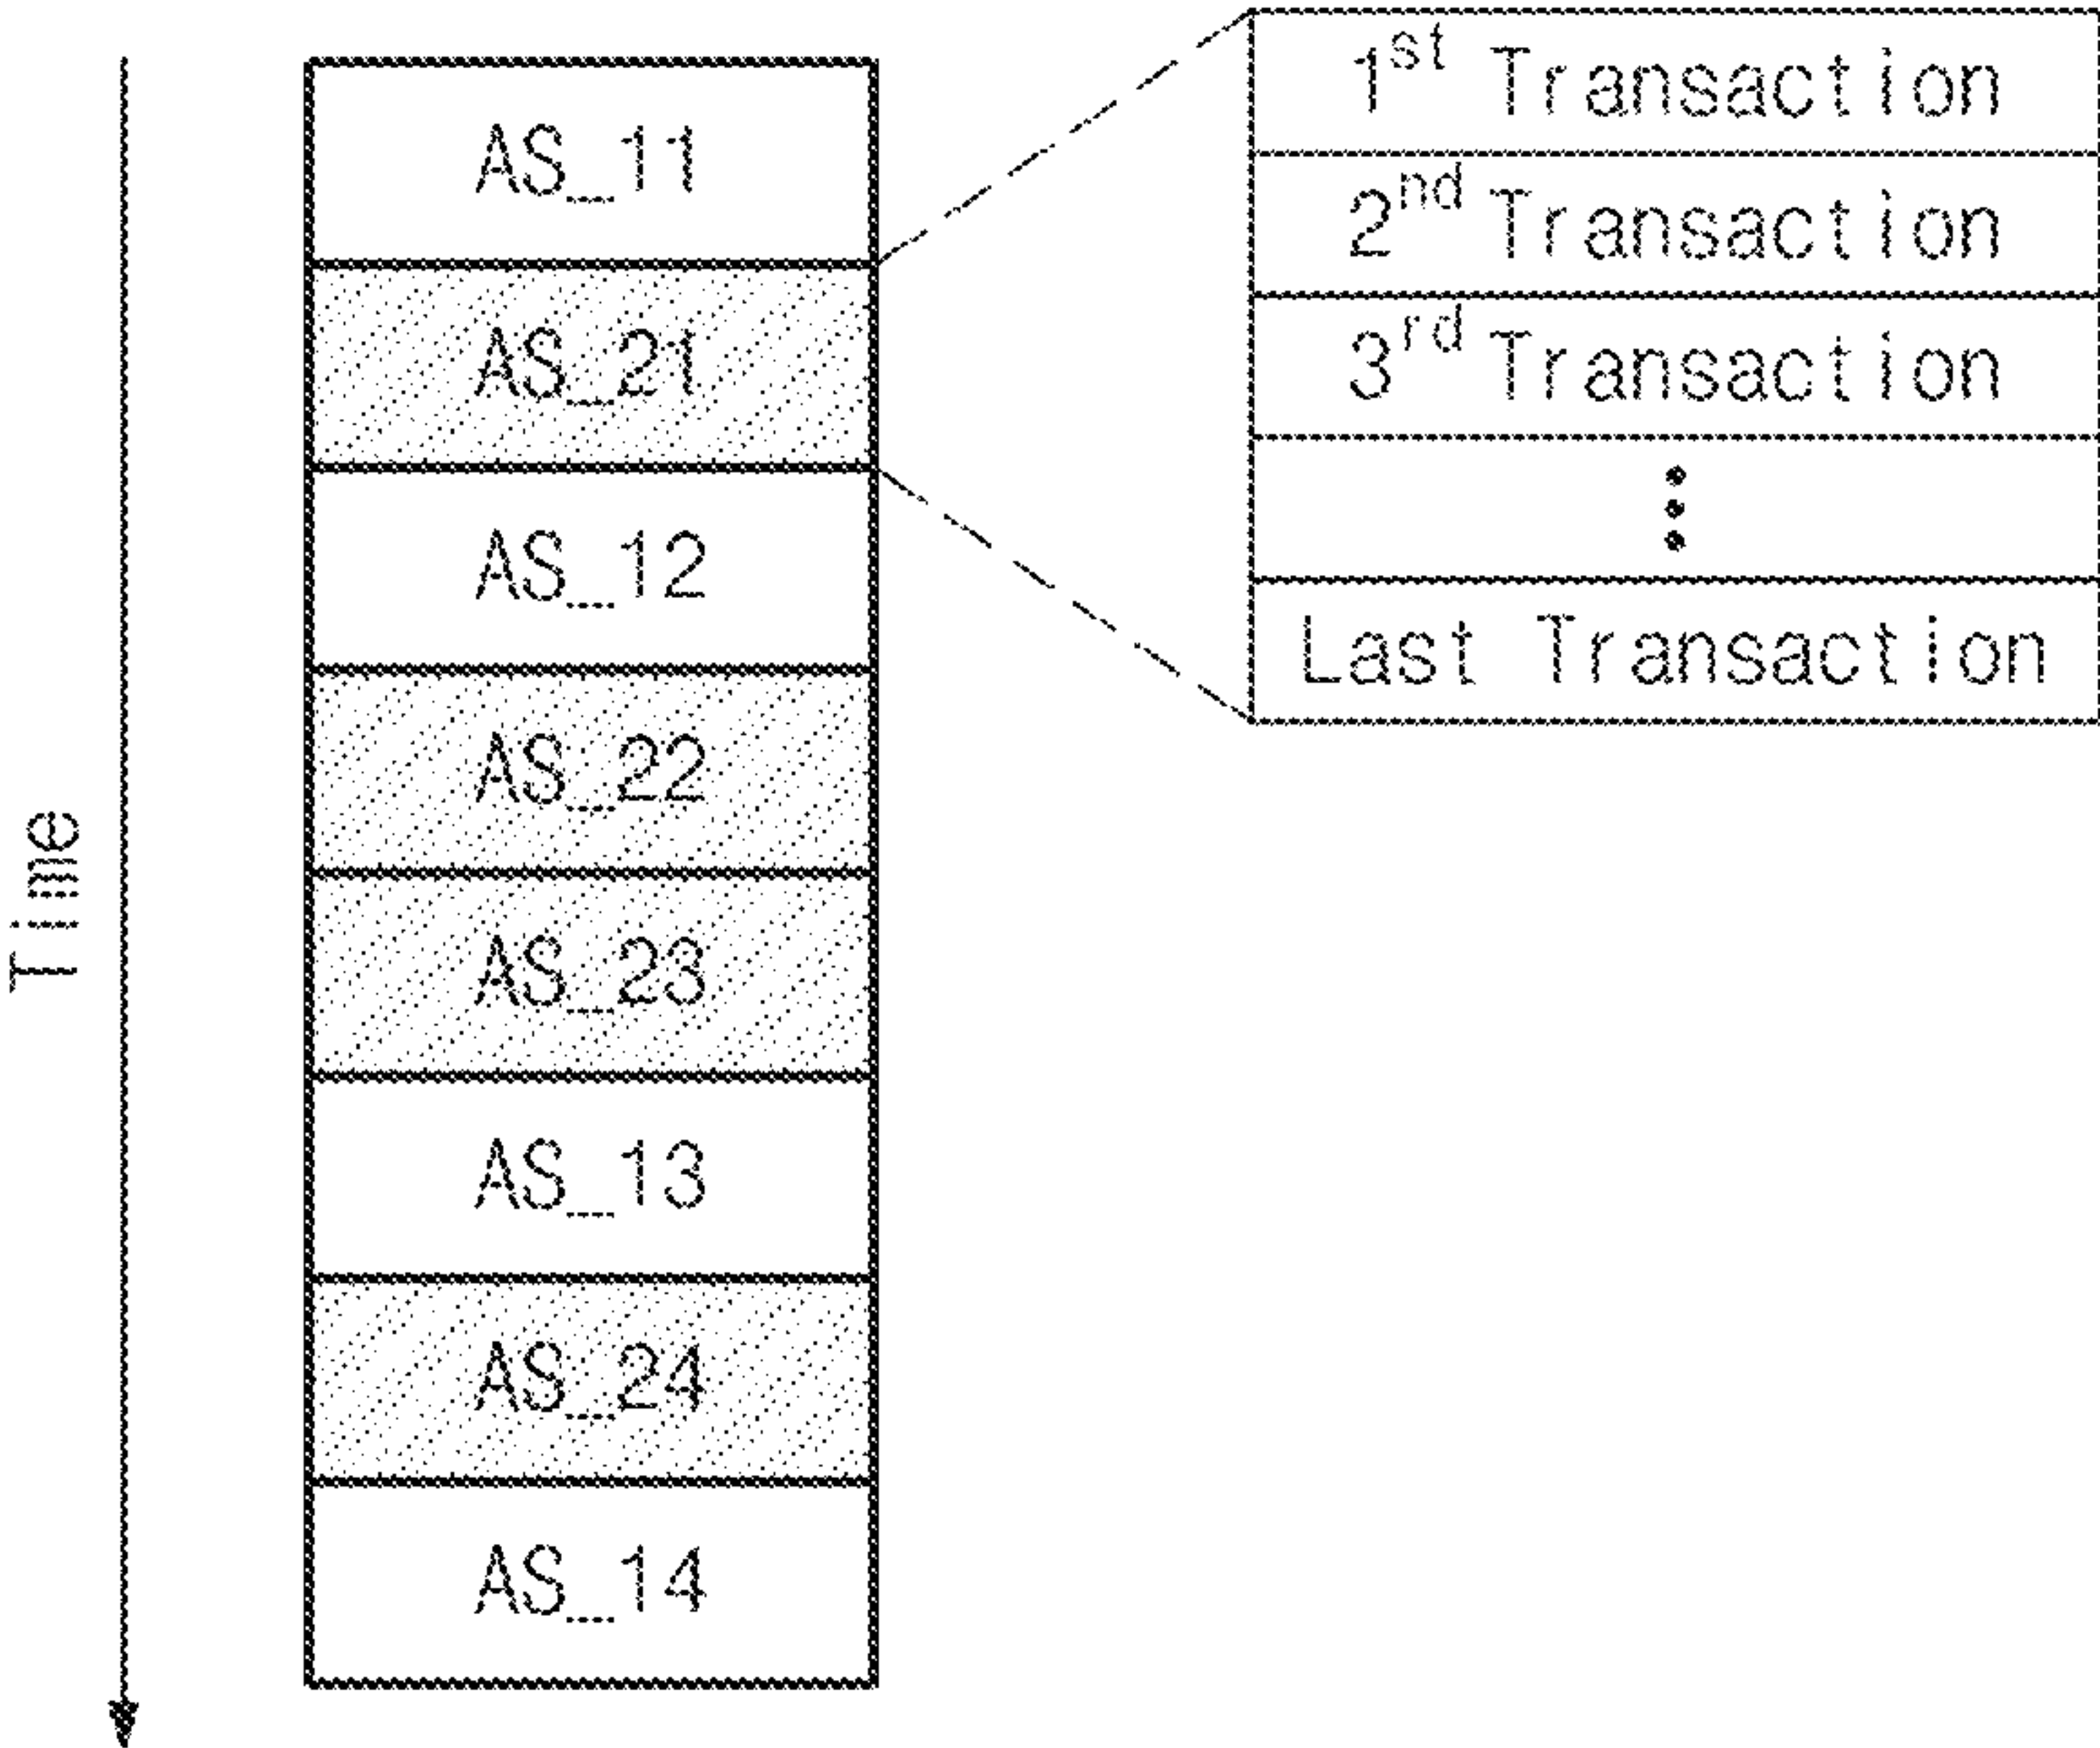 Time
AS_11
AS_21
AS_12
AS_22
AS_23
AS_13
AS_24
AS_14
1st Transaction
2nd Transaction
3rd Transaction
Last Transaction